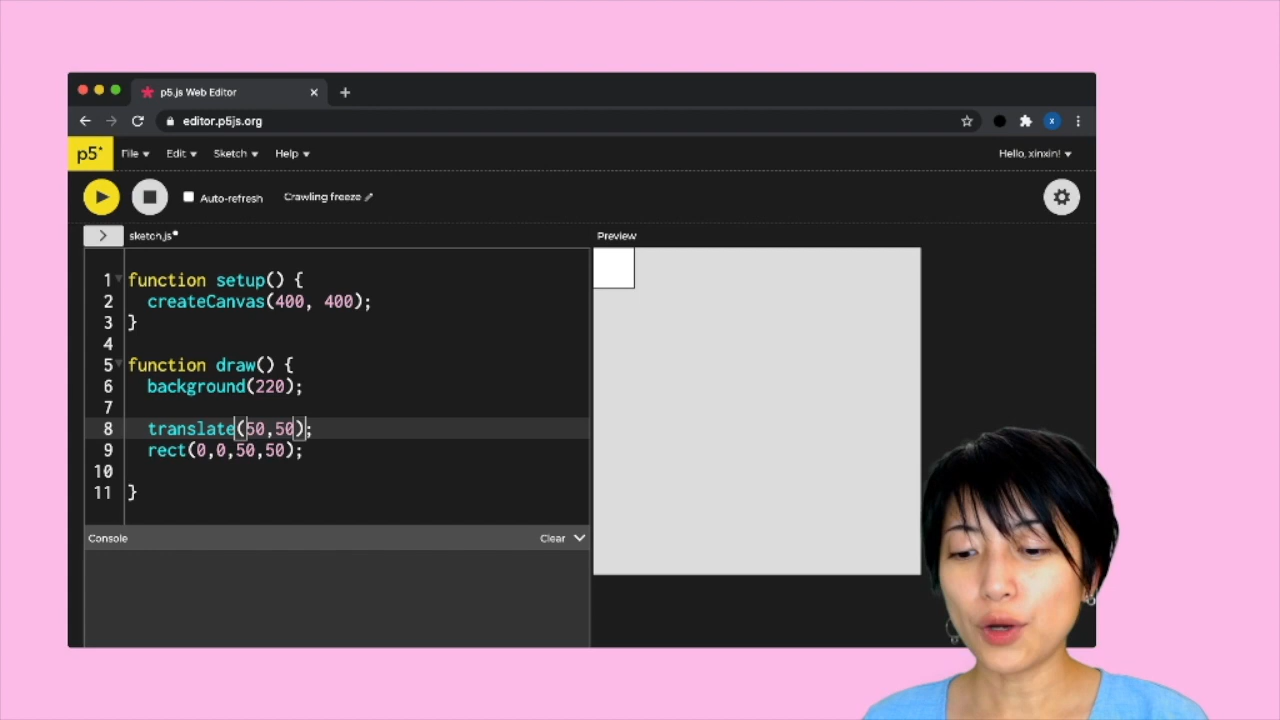 p5.js Web Editor
editor.p5js.org
p5* File Edit Sketch Help Hello, xinxin!
Auto-refresh Crawling freeze
sketch.js Preview
1 function setup() {
2 createCanvas(400, 400);
3 }
4
5 function draw() {
6 background(220);
7
8 translate(50,50);
9 rect(0,0,50,50);
10
11 }
Console Clear